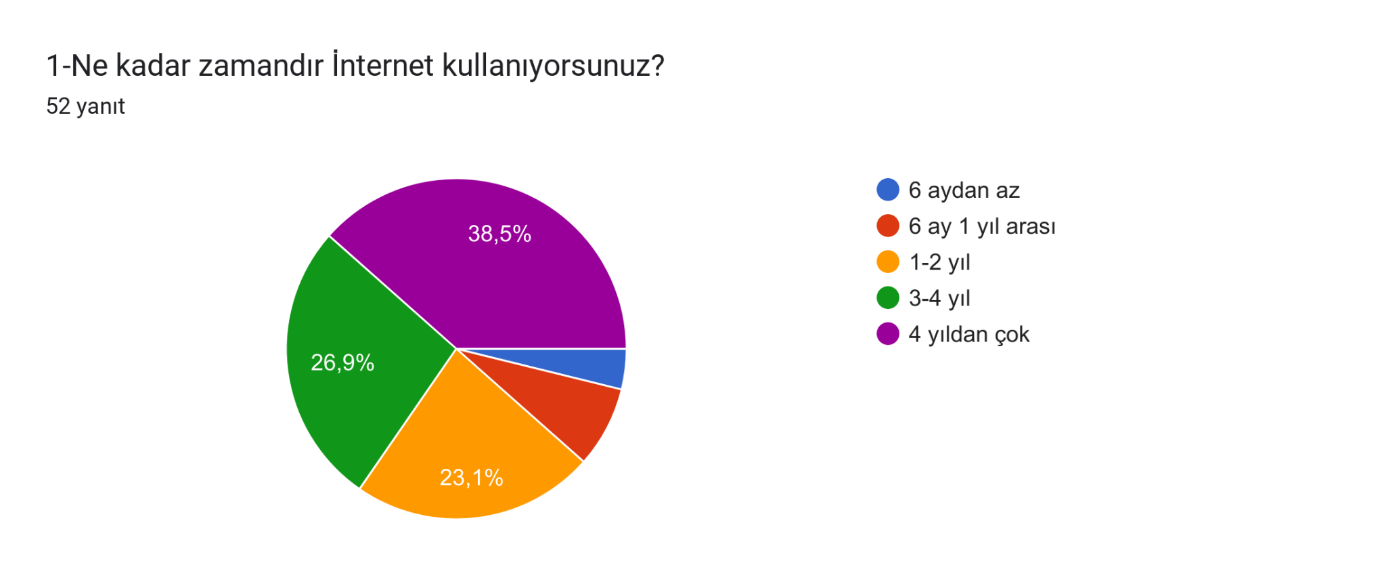 1-Ne kadar zamandır İnternet kullanıyorsunuz?
52 yanıt
38,5%
26,9%
23,1%
6 aydan az
6 ay 1 yıl arası
1-2 yıl
3-4 yıl
4 yıldan çok